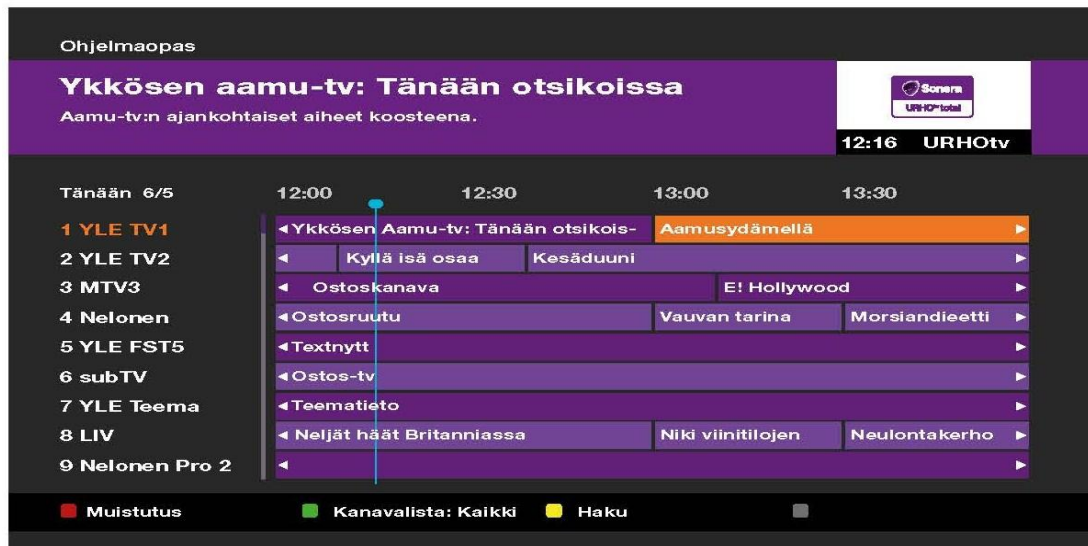 Ohjelmaopas
Ykkösen aamu-tv: Tänään otsikoissa
Aamu-tv:n ajankohtaiset aiheet koosteena.
Sonera
URHO™total
12:16 URHOtv
Tänään 6/5 12:00 12:30 13:00 13:30
1 YLE TV1 Ykkösen Aamu-tv: Tänään otsikois- Aamusydämellä
2 YLE TV2 Kyllä isä osaa Kesäduuni
3 MTV3 Ostoskanava E! Hollywood
4 Nelonen Ostosruutu Vauvan tarina Morsiandieetti
5 YLE FST5 Textnytt
6 subTV Ostos-tv
7 YLE Teema Teematieto
8 LIV Neljät häät Britanniassa Niki viinitilojen Neulontakerho
9 Nelonen Pro 2
Muistutus Kanavalista: Kaikki Haku